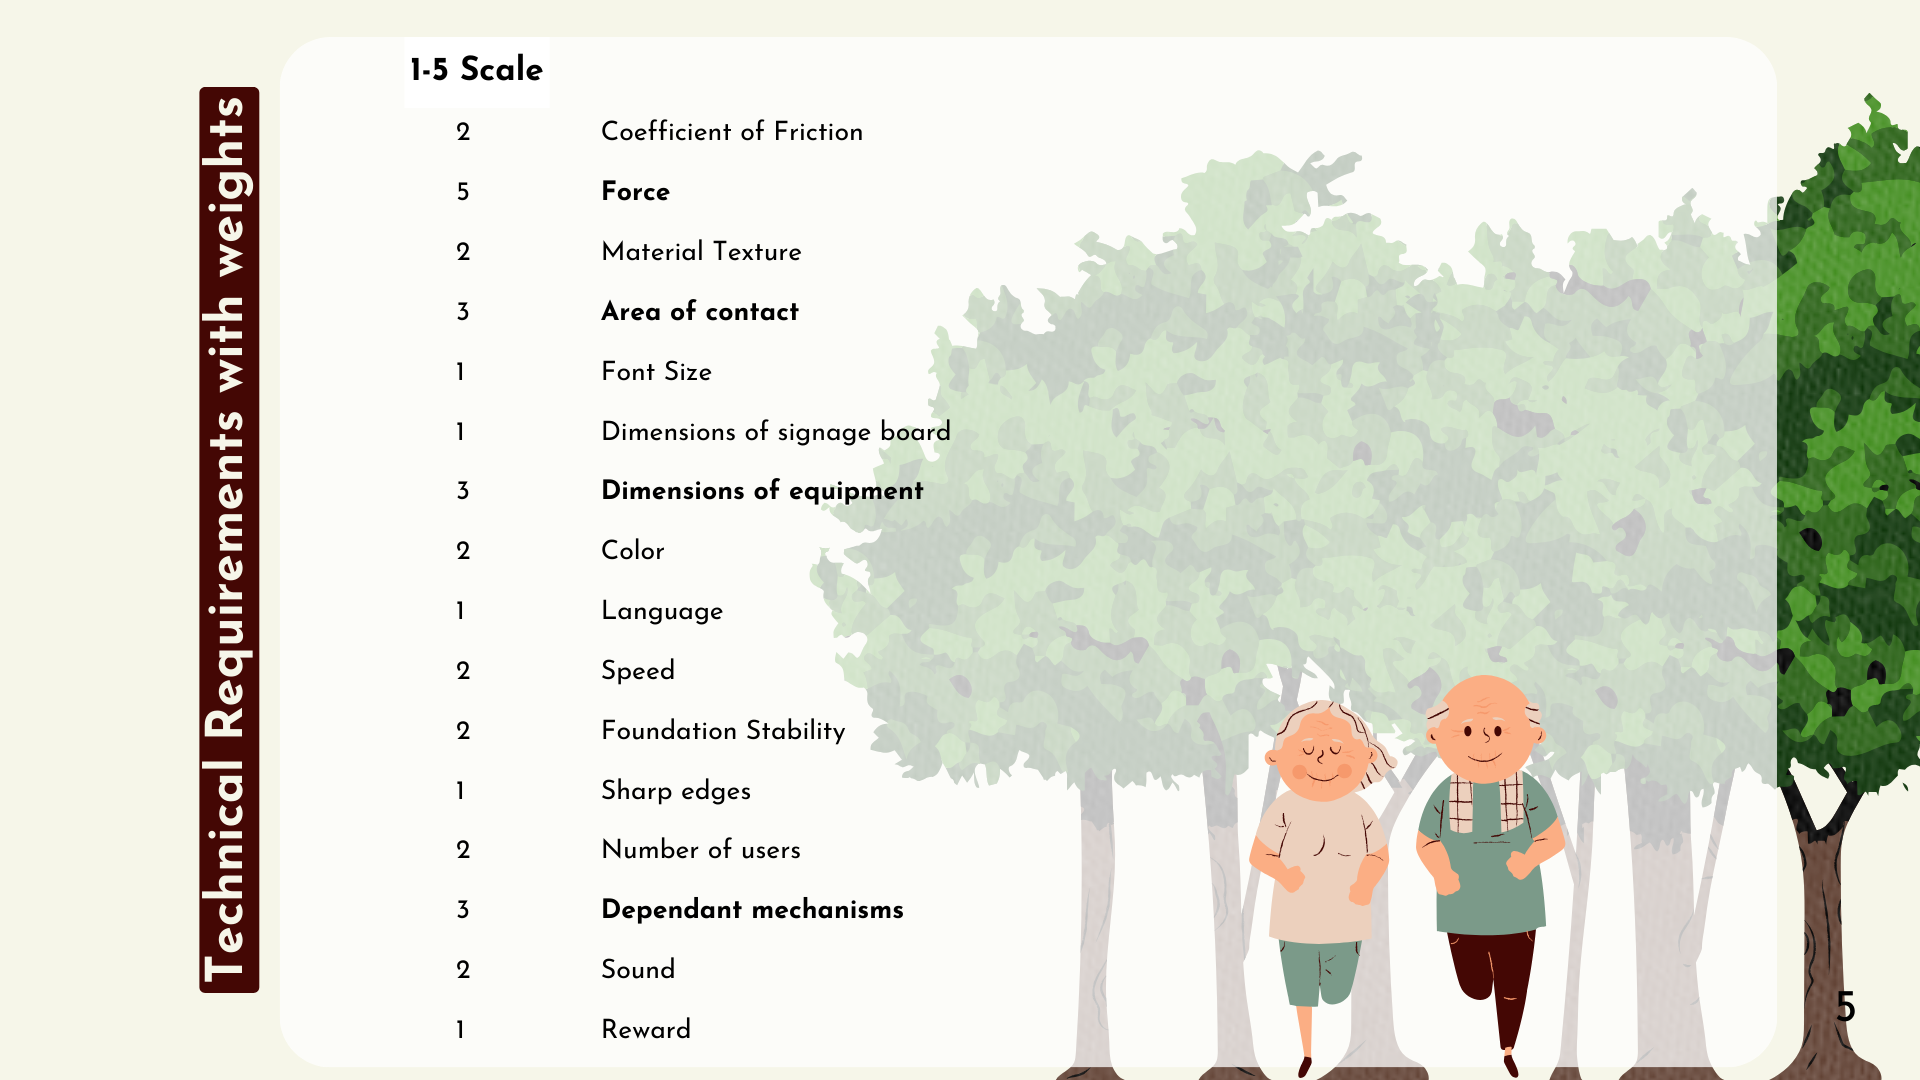 Technical Requirements with weights
1-5 Scale
2 Coefficient of Friction
5 Force
2 Material Texture
3 Area of contact
1 Font Size
1 Dimensions of signage board
3 Dimensions of equipment
2 Color
1 Language
2 Speed
2 Foundation Stability
1 Sharp edges
2 Number of users
3 Dependant mechanisms
2 Sound
1 Reward
5